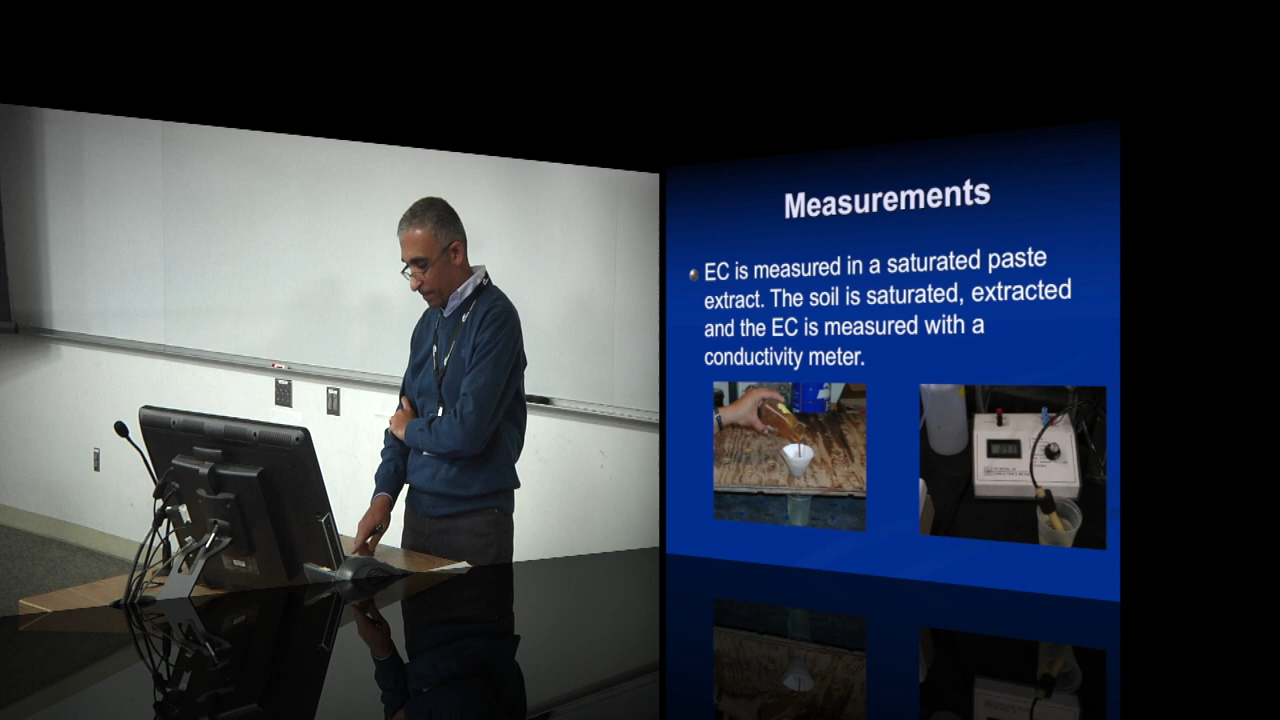 Measurements
EC is measured in a saturated paste
extract. The soil is saturated, extracted
and the EC is measured with a
conductivity meter.